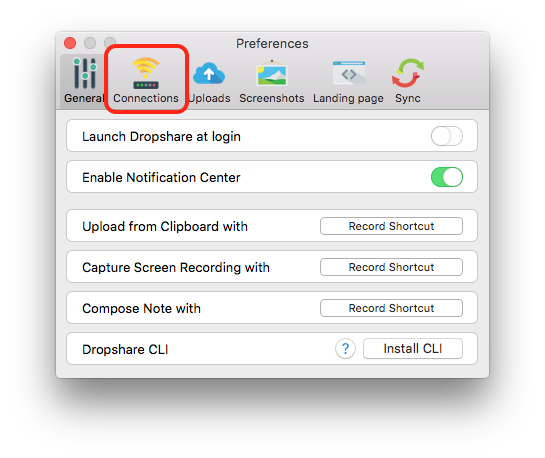 Preferences
General Connections Uploads Screenshots Landing page Sync
Launch Dropshare at login
Enable Notification Center
Upload from Clipboard with Record Shortcut
Capture Screen Recording with Record Shortcut
Compose Note with Record Shortcut
Dropshare CLI ? Install CLI